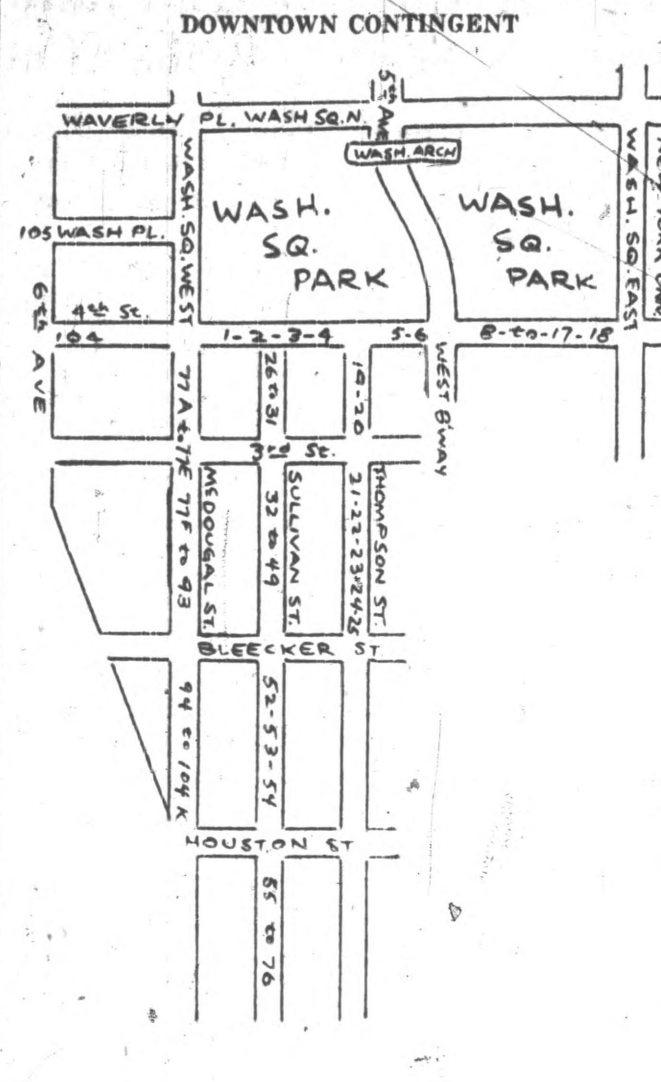 DOWNTOWN CONTINGENT
5th AVE
WAVERLY PL. WASH SQ. N.
WASH. ARCH
WASH. SQ. WEST
WASH.
SQ.
PARK
WASH.
SQ.
PARK
WASH. SQ. EAST
105 WASH PL.
6th AVE
4th St.
104
1-2-3-4
5-6
8-to-17-18
WEST B'WAY
77A to 77E
26 to 31
19-20
3rd St.
77F to 93
McDOUGAL ST.
32 to 49
SULLIVAN ST.
21-22-23-24-25
THOMPSON ST.
BLEECKER ST
94 to 104K
52-53-54
HOUSTON ST
55 to 76